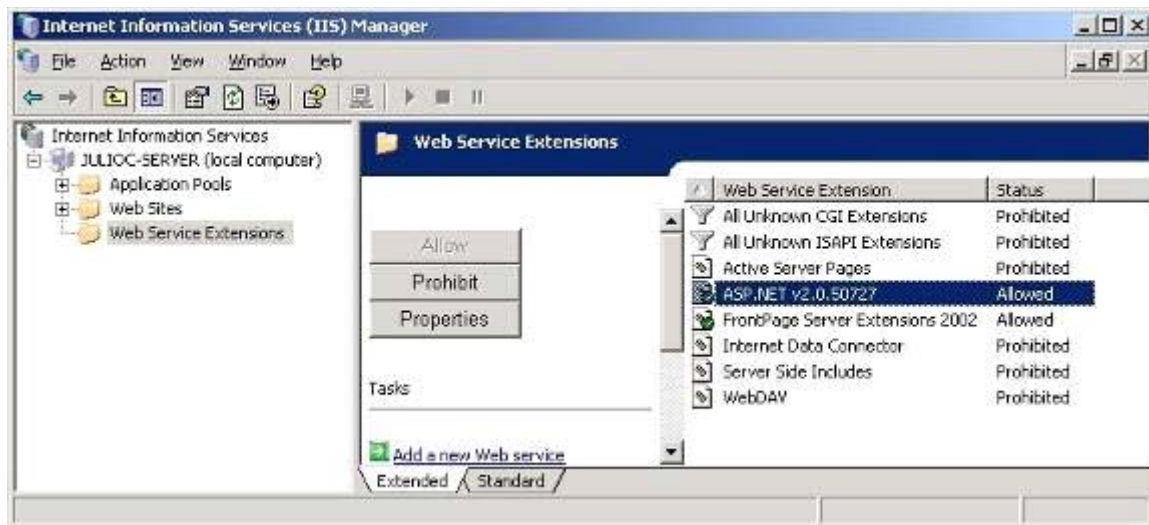 Internet Information Services (IIS) Manager
File Action View Window Help
Internet Information Services
JULIOC-SERVER (local computer)
Application Pools
Web Sites
Web Service Extensions
Web Service Extensions
Allow
Prohibit
Properties
Tasks
Add a new Web service
Web Service Extension Status
All Unknown CGI Extensions Prohibited
All Unknown ISAPI Extensions Prohibited
Active Server Pages Prohibited
ASP.NET v2.0.50727 Allowed
FrontPage Server Extensions 2002 Allowed
Internet Data Connector Prohibited
Server Side Includes Prohibited
WebDAV Prohibited
Extended Standard